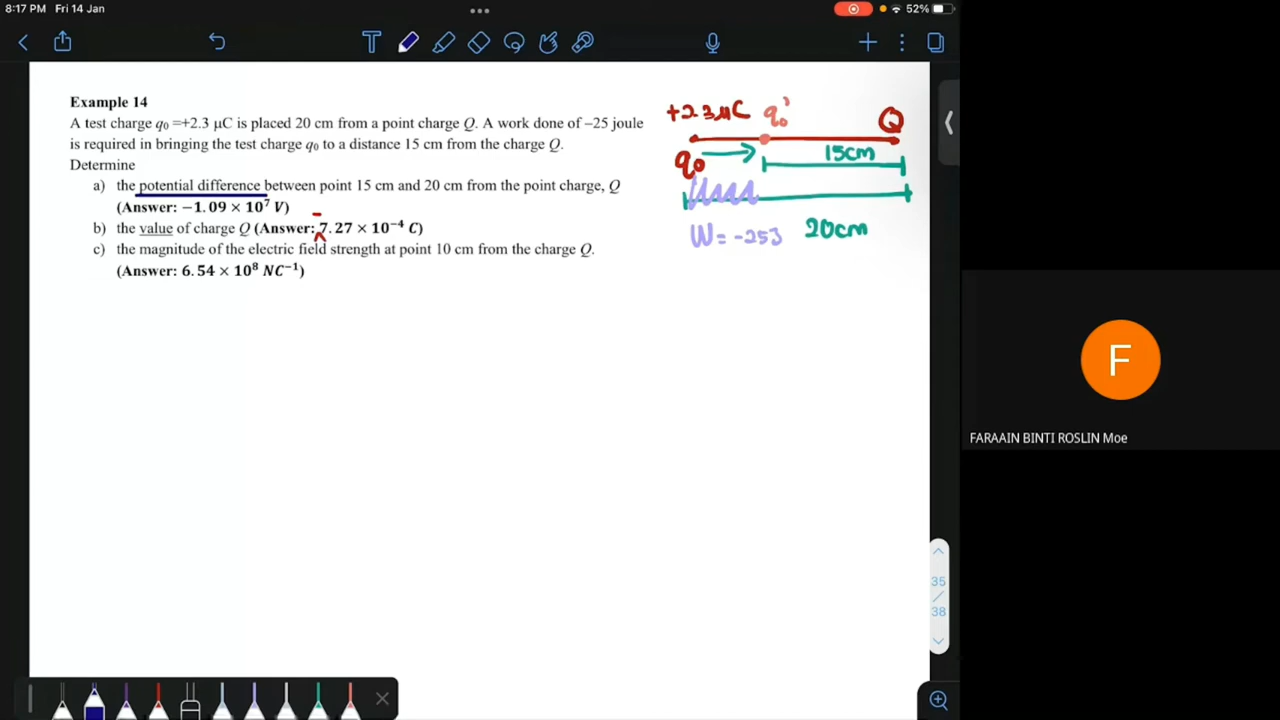 8:17 PM Fri 14 Jan
52%
Example 14
A test charge q₀ =+2.3 µC is placed 20 cm from a point charge Q. A work done of −25 joule
is required in bringing the test charge q₀ to a distance 15 cm from the charge Q.
Determine
a) the potential difference between point 15 cm and 20 cm from the point charge, Q
(Answer: −1.09 × 10⁷ V)
b) the value of charge Q (Answer: -7.27 × 10⁻⁴ C)
c) the magnitude of the electric field strength at point 10 cm from the charge Q.
(Answer: 6.54 × 10⁸ NC⁻¹)
+2.3 µC q₀' Q
q₀ 15cm
W = -25J 20cm
F
FARAAIN BINTI ROSLIN Moe
35
/
38